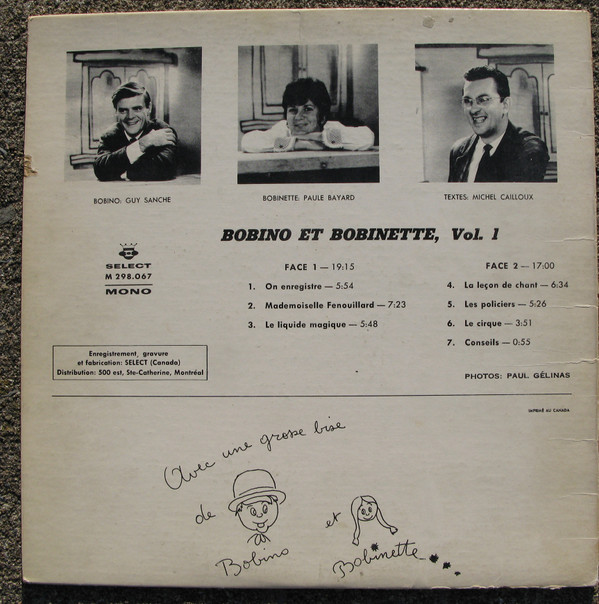 BOBINO: GUY SANCHE
BOBINETTE: PAULE BAYARD
TEXTES: MICHEL CAILLOUX
BOBINO ET BOBINETTE, Vol. 1
SELECT
M 298.067
MONO
FACE 1 — 19:15
1. On enregistre — 5:54
2. Mademoiselle Fenouillard — 7:23
3. Le liquide magique — 5:48
FACE 2 — 17:00
4. La leçon de chant — 6:34
5. Les policiers — 5:26
6. Le cirque — 3:51
7. Conseils — 0:55
Enregistrement, gravure
et fabrication: SELECT (Canada)
Distribution: 500 est, Ste-Catherine, Montréal
PHOTOS: PAUL GÉLINAS
IMPRIMÉ AU CANADA
Avec une grosse bise
de
Bobino
et
Bobinette